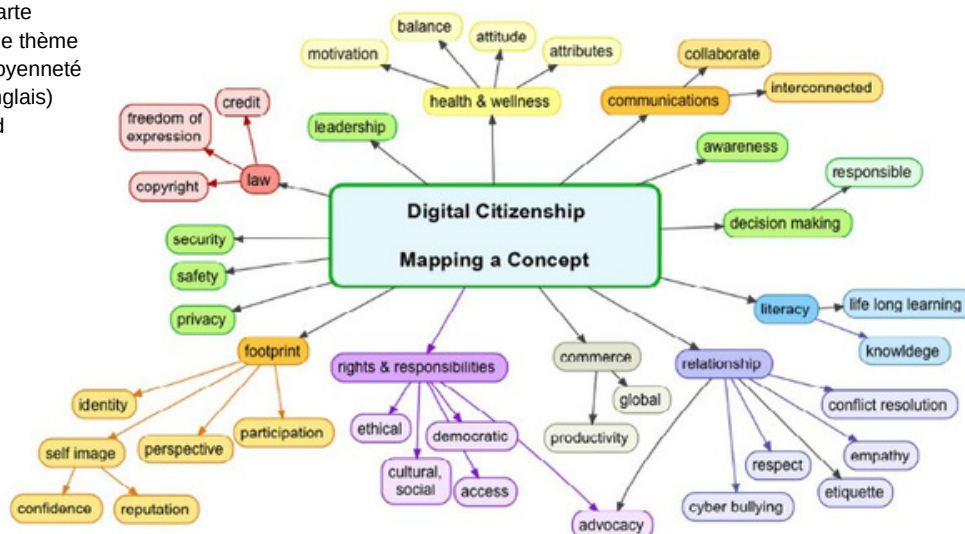 arte
e thème
oyenneté
nglais)
d
balance
motivation
attitude
attributes
health & wellness
collaborate
communications
interconnected
credit
freedom of
expression
leadership
copyright
law
awareness
responsible
decision making
Digital Citizenship
Mapping a Concept
security
safety
privacy
literacy
life long learning
knowldege
footprint
rights & responsibilities
commerce
relationship
identity
global
conflict resolution
ethical
participation
perspective
self image
democratic
productivity
empathy
respect
cultural,
social
access
etiquette
confidence
reputation
cyber bullying
advocacy